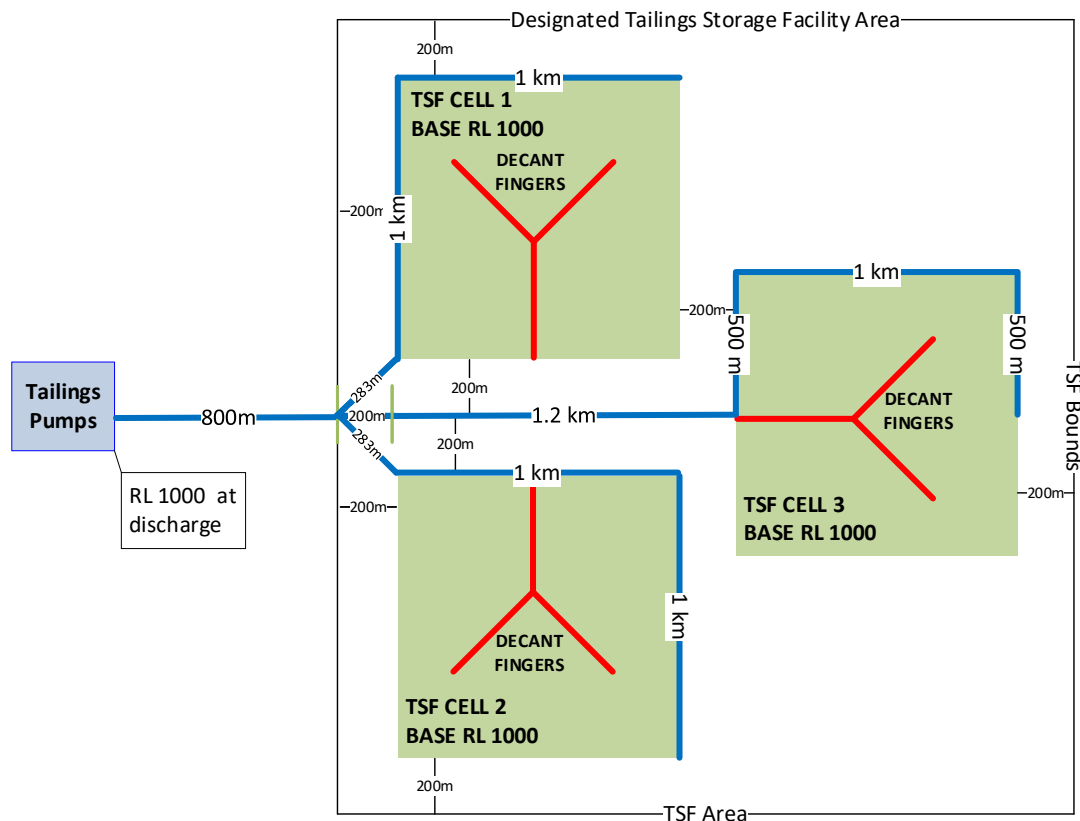 Designated Tailings Storage Facility Area
200m
1 km
TSF CELL 1
BASE RL 1000
DECANT
FINGERS
200m
1 km
1 km
200m
500 m
500 m
283m
200m
Tailings
Pumps
800m
200m
1.2 km
DECANT
FINGERS
TSF Bounds
283m
200m
1 km
RL 1000 at
discharge
200m
200m
TSF CELL 3
BASE RL 1000
1 km
DECANT
FINGERS
TSF CELL 2
BASE RL 1000
200m
TSF Area